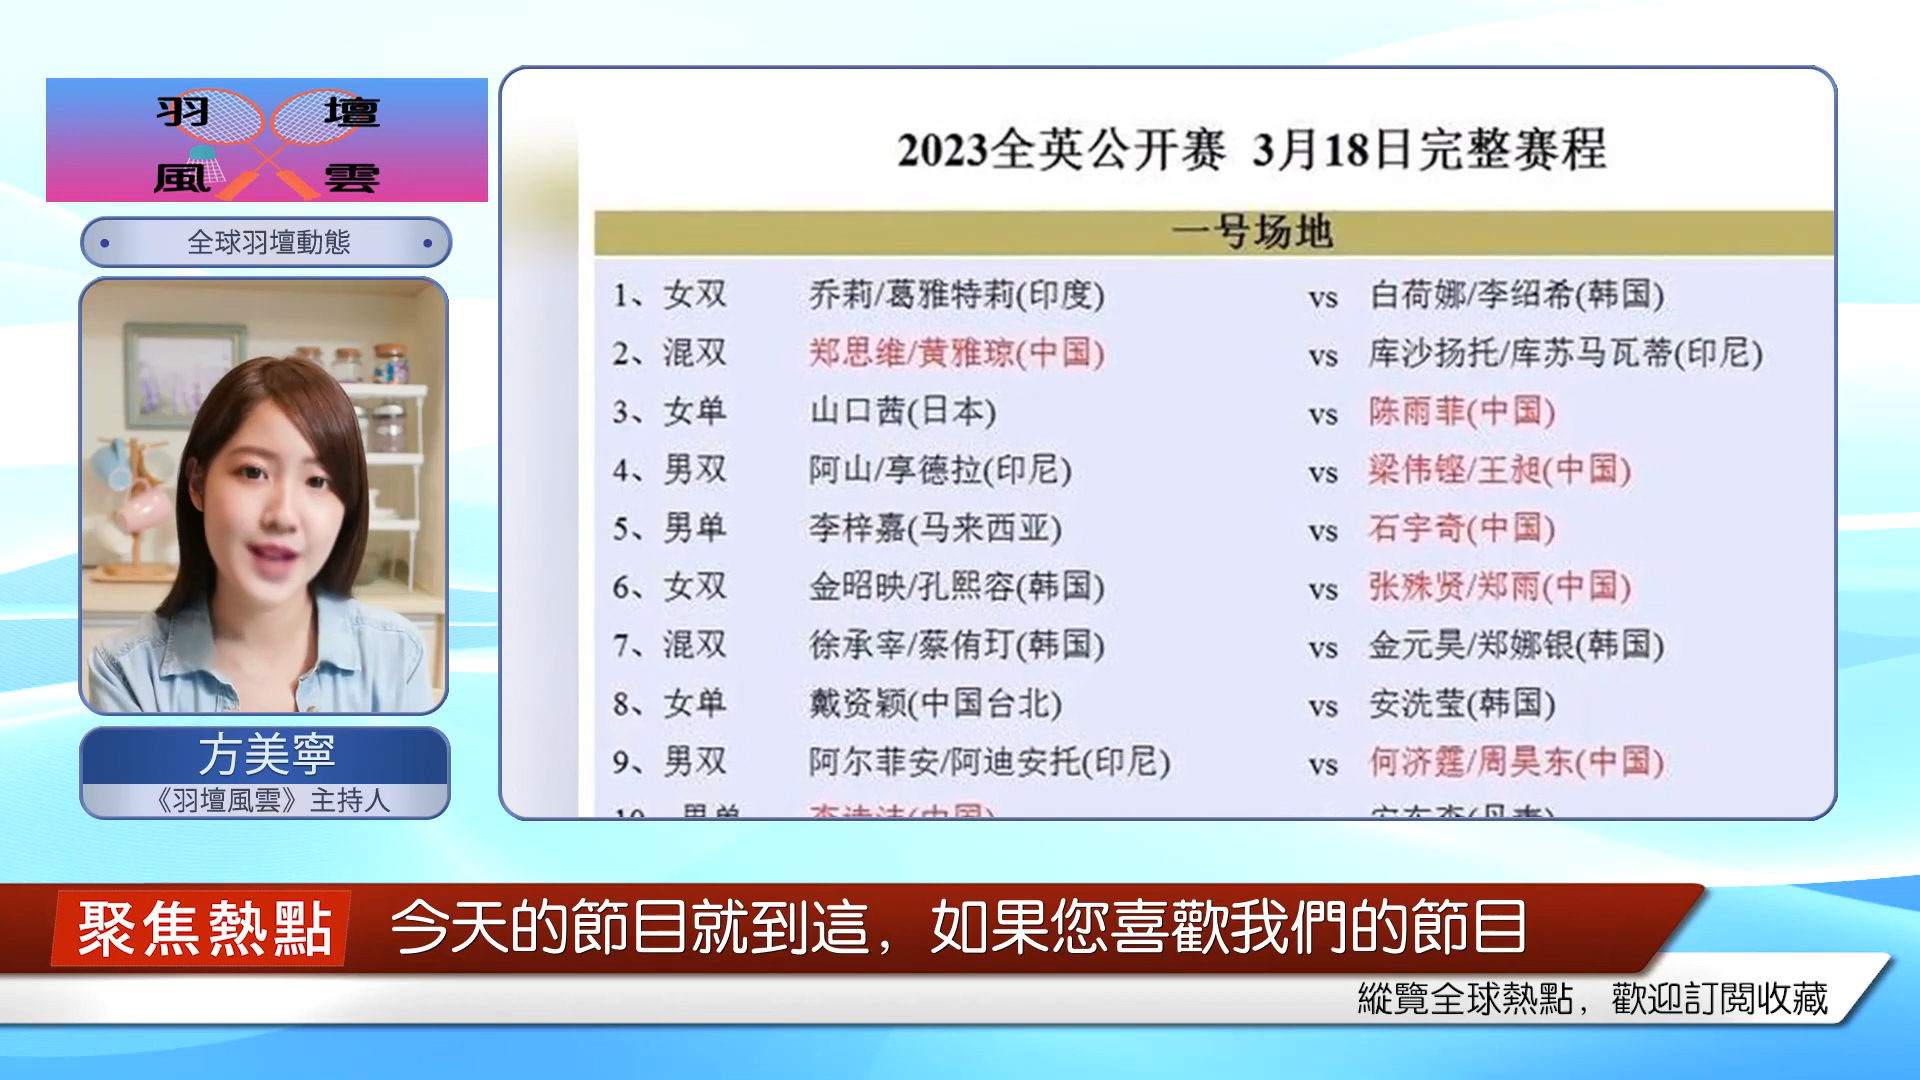 羽壇
風雲
全球羽壇動態
方美寧
《羽壇風雲》主持人
2023全英公开赛 3月18日完整赛程
一号场地
1、女双 乔莉/葛雅特莉(印度) vs 白荷娜/李绍希(韩国)
2、混双 郑思维/黄雅琼(中国) vs 库沙扬托/库苏马瓦蒂(印尼)
3、女单 山口茜(日本) vs 陈雨菲(中国)
4、男双 阿山/亨德拉(印尼) vs 梁伟铿/王昶(中国)
5、男单 李梓嘉(马来西亚) vs 石宇奇(中国)
6、女双 金昭映/孔熙容(韩国) vs 张殊贤/郑雨(中国)
7、混双 徐承宰/蔡侑玎(韩国) vs 金元昊/郑娜银(韩国)
8、女单 戴资颖(中国台北) vs 安洗莹(韩国)
9、男双 阿尔菲安/阿迪安托(印尼) vs 何济霆/周昊东(中国)
聚焦熱點 今天的節目就到這，如果您喜歡我們的節目
縱覽全球熱點，歡迎訂閱收藏